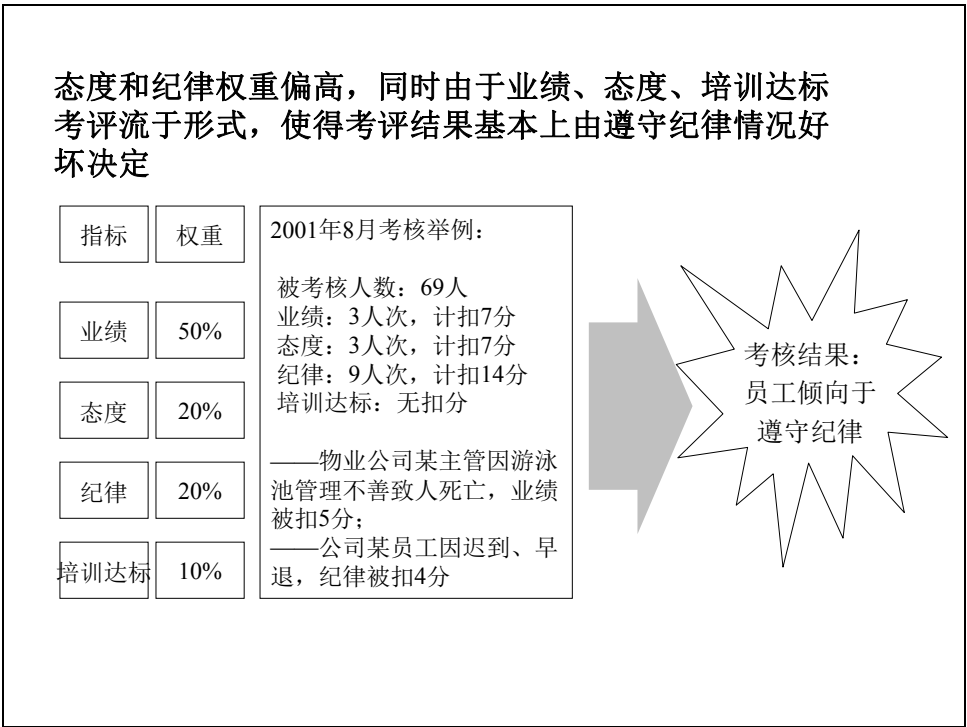 态度和纪律权重偏高，同时由于业绩、态度、培训达标
考评流于形式，使得考评结果基本上由遵守纪律情况好
坏决定
指标 权重
业绩 50%
态度 20%
纪律 20%
培训达标 10%
2001年8月考核举例：
被考核人数：69人
业绩：3人次，计扣7分
态度：3人次，计扣7分
纪律：9人次，计扣14分
培训达标：无扣分
——物业公司某主管因游泳
池管理不善致人死亡，业绩
被扣5分；
——公司某员工因迟到、早
退，纪律被扣4分
考核结果：
员工倾向于
遵守纪律